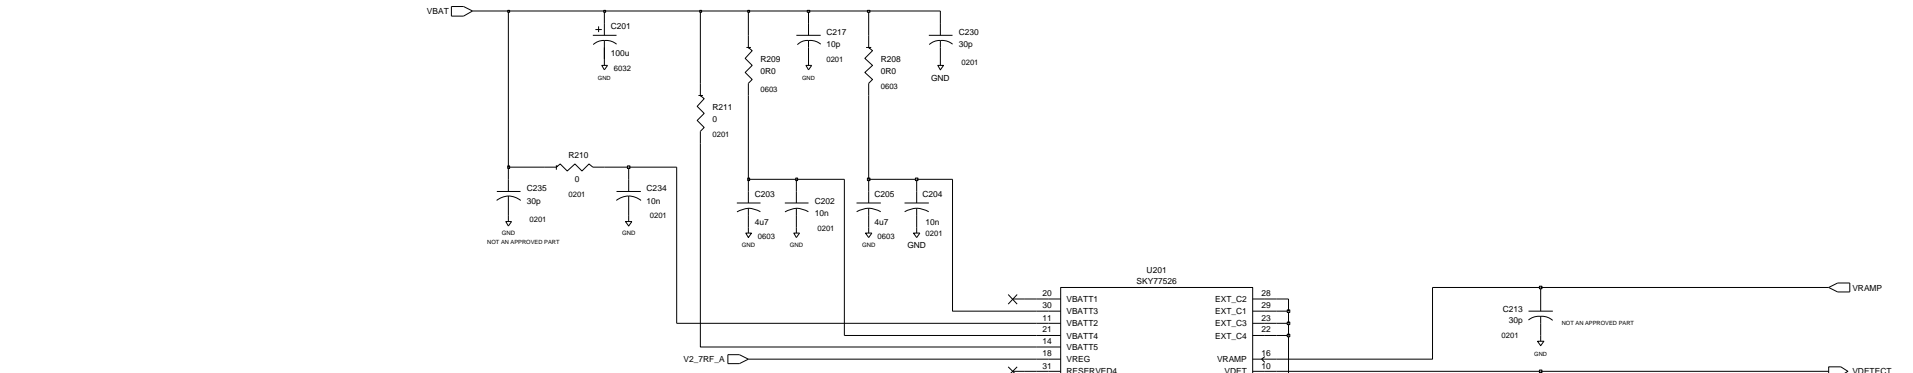 VBAT
C201
+
100u
6032
GND
C217
10p
0201
GND
C230
30p
0201
GND
R209
0R0
0603
R208
0R0
0603
R211
0
0201
R210
0
0201
C235
30p
0201
GND
NOT AN APPROVED PART
C234
10n
0201
GND
C203
4u7
0603
GND
C202
10n
0201
GND
C205
4u7
0603
GND
C204
10n
0201
GND
U201
SKY77526
20 VBATT1
30 VBATT3
11 VBATT2
21 VBATT4
14 VBATT5
V2_7RF_A 18 VREG
31 RESERVED4
EXT_C2 28
EXT_C1 29
EXT_C3 23
EXT_C4 22
VRAMP 16
VDET 10
VRAMP
C213
30p
0201
NOT AN APPROVED PART
GND
VDETECT